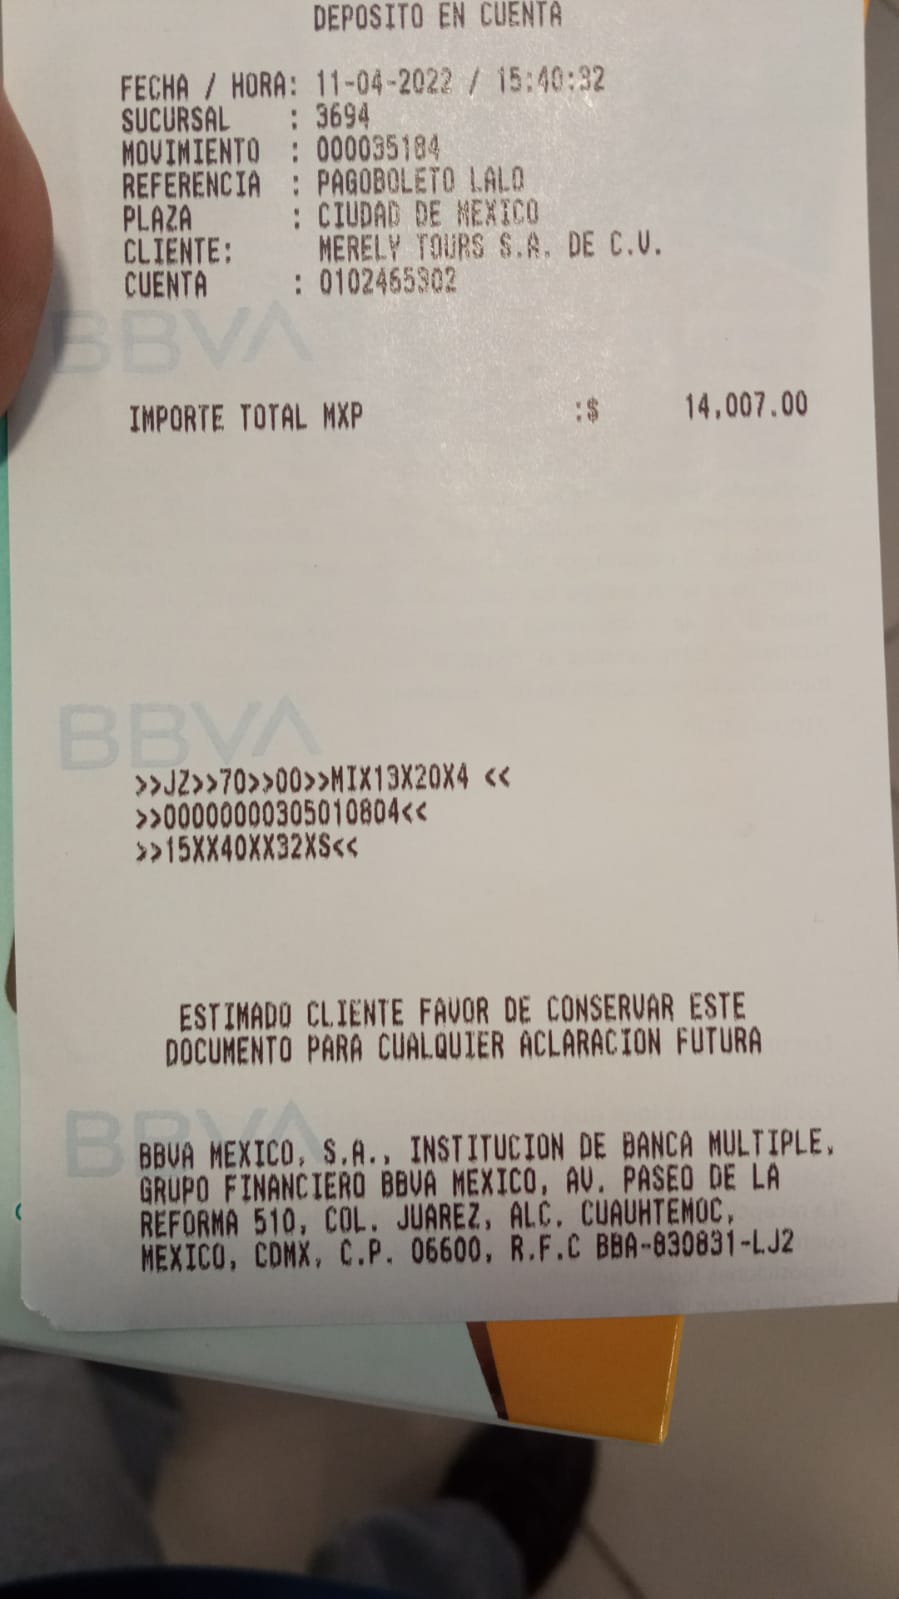 DEPOSITO EN CUENTA
FECHA / HORA: 11-04-2022 / 15:40:32
SUCURSAL : 3694
MOVIMIENTO : 000035184
REFERENCIA : PAGOBOLETO LALO
PLAZA : CIUDAD DE MEXICO
CLIENTE: MERELY TOURS S.A. DE C.V.
CUENTA : 0102465302
BBVA
IMPORTE TOTAL MXP :$ 14,007.00
BBVA
>>JZ>>70>>00>>MIX13X20X4 <<
>>00000000305010804<<
>>15XX40XX32XS<<
ESTIMADO CLIENTE FAVOR DE CONSERVAR ESTE
DOCUMENTO PARA CUALQUIER ACLARACION FUTURA
BBVA
BBVA MEXICO, S.A., INSTITUCION DE BANCA MULTIPLE,
GRUPO FINANCIERO BBVA MEXICO, AV. PASEO DE LA
REFORMA 510, COL. JUAREZ, ALC. CUAUHTEMOC,
MEXICO, CDMX, C.P. 06600, R.F.C BBA-830831-LJ2